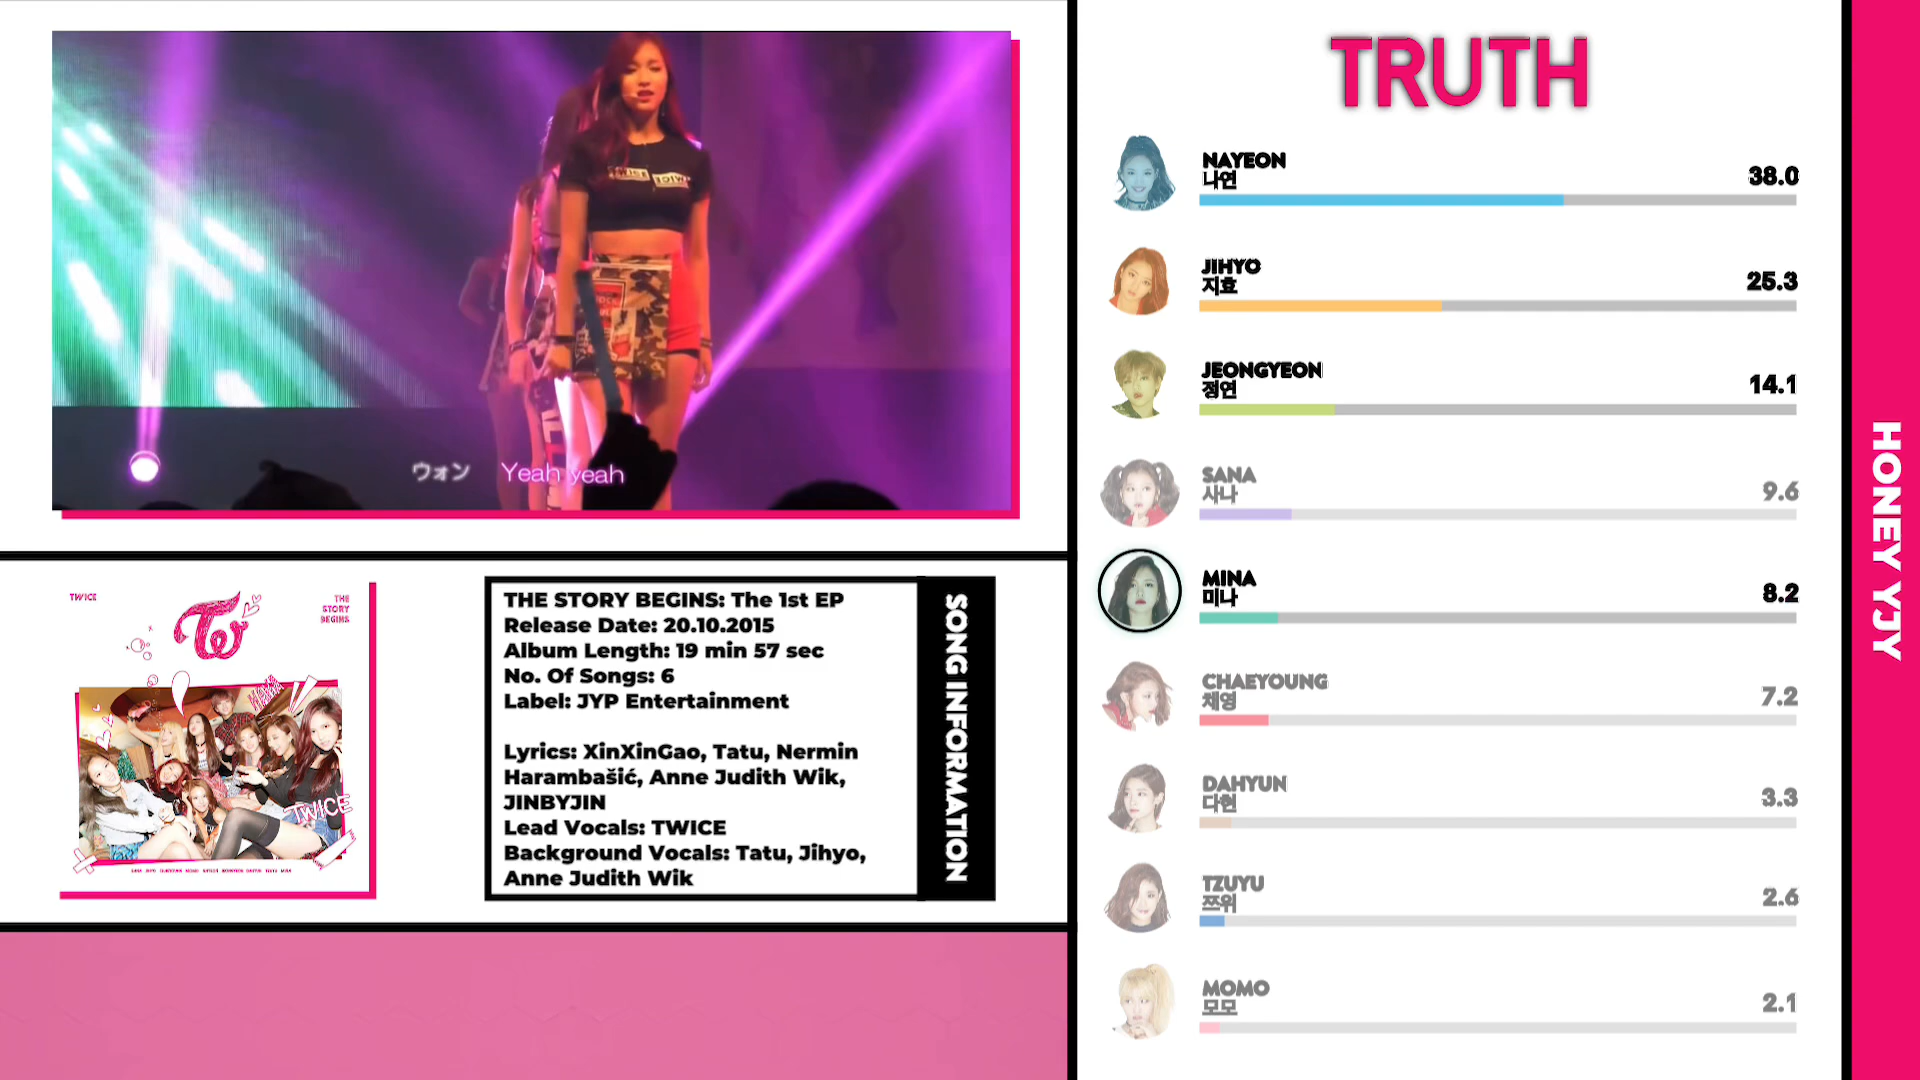 ウォン Yeah yeah
TWICE
THE
STORY
BEGINS
TWICE
THE STORY BEGINS: The 1st EP
Release Date: 20.10.2015
Album Length: 19 min 57 sec
No. Of Songs: 6
Label: JYP Entertainment
Lyrics: XinXinGao, Tatu, Nermin
Harambašić, Anne Judith Wik,
JINBYJIN
Lead Vocals: TWICE
Background Vocals: Tatu, Jihyo,
Anne Judith Wik
SONG INFORMATION
TRUTH
NAYEON
나연
38.0
JIHYO
지효
25.3
JEONGYEON
정연
14.1
SANA
사나
9.6
MINA
미나
8.2
CHAEYOUNG
채영
7.2
DAHYUN
다현
3.3
TZUYU
쯔위
2.6
MOMO
모모
2.1
HONEY YJY